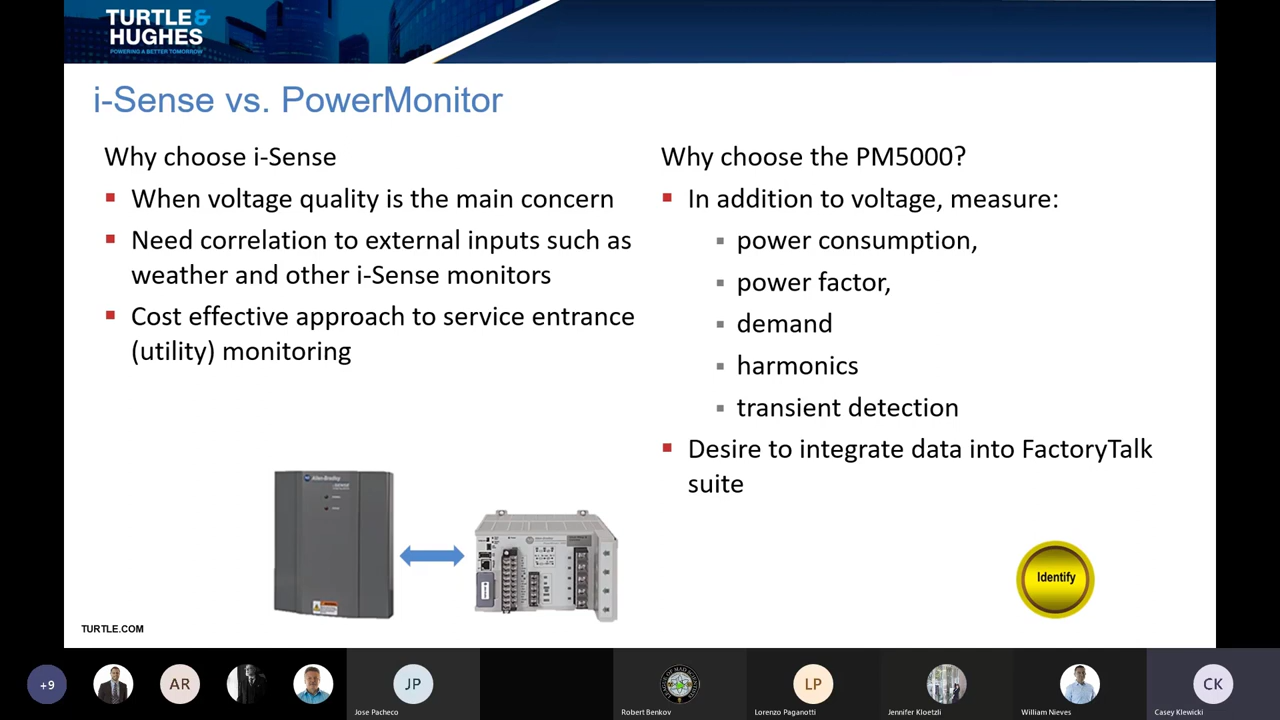 TURTLE&
HUGHES
POWERING A BETTER TOMORROW
i-Sense vs. PowerMonitor
Why choose i-Sense
When voltage quality is the main concern
Need correlation to external inputs such as
weather and other i-Sense monitors
Cost effective approach to service entrance
(utility) monitoring
Why choose the PM5000?
In addition to voltage, measure:
power consumption,
power factor,
demand
harmonics
transient detection
Desire to integrate data into FactoryTalk
suite
Allen-Bradley
Identify
TURTLE.COM
+9
AR
JP
Jose Pacheco
Robert Benkov
LP
Lorenzo Paganotti
Jennifer Kloetzli
William Nieves
CK
Casey Klewicki